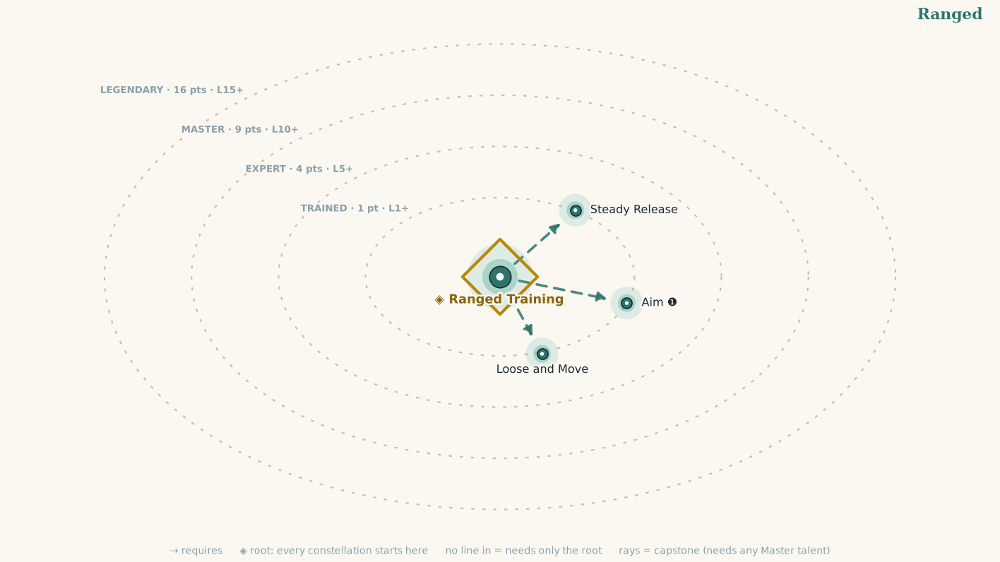 Ranged
LEGENDARY · 16 pts · L15+
MASTER · 9 pts · L10+
EXPERT · 4 pts · L5+
TRAINED · 1 pt · L1+
Steady Release
◈ Ranged Training
Aim ❶
Loose and Move
⇢ requires ◈ root: every constellation starts here no line in = needs only the root rays = capstone (needs any Master talent)